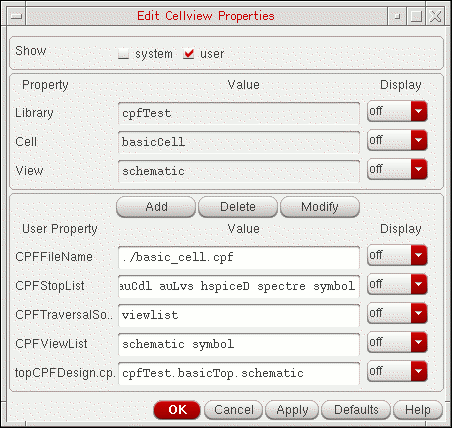 Edit Cellview Properties
Show system user
Property Value Display
Library cpfTest off
Cell basicCell off
View schematic off
Add Delete Modify
User Property Value Display
CPFFileName ./basic_cell.cpf off
CPFStopList auCdl auLvs hspiceD spectre symbol off
CPFTraversalSo.. viewlist off
CPFViewList schematic symbol off
topCPFDesign.cp. cpfTest.basicTop.schematic off
OK Cancel Apply Defaults Help